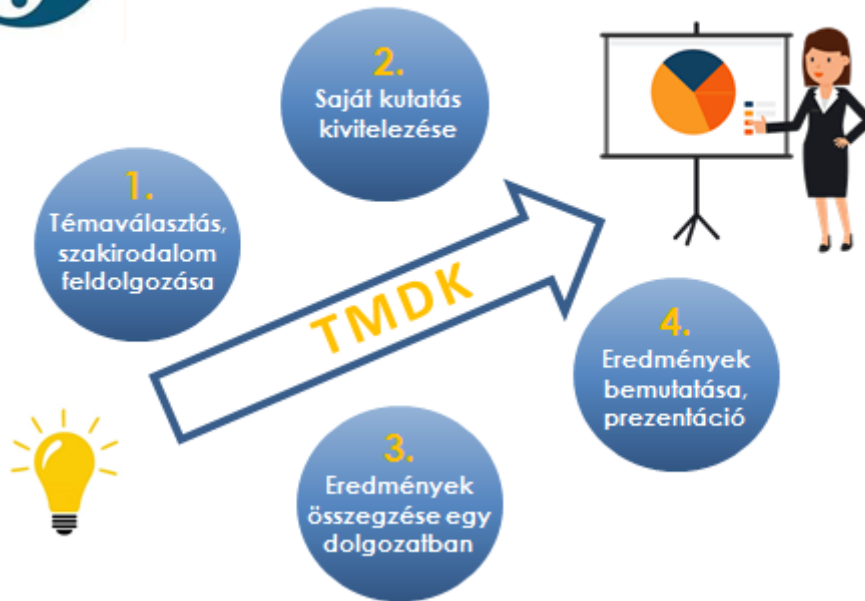 1.
Témaválasztás,
szakirodalom
feldolgozása
2.
Saját kutatás
kivitelezése
TMDK
3.
Eredmények
összegzése egy
dolgozatban
4.
Eredmények
bemutatása,
prezentáció